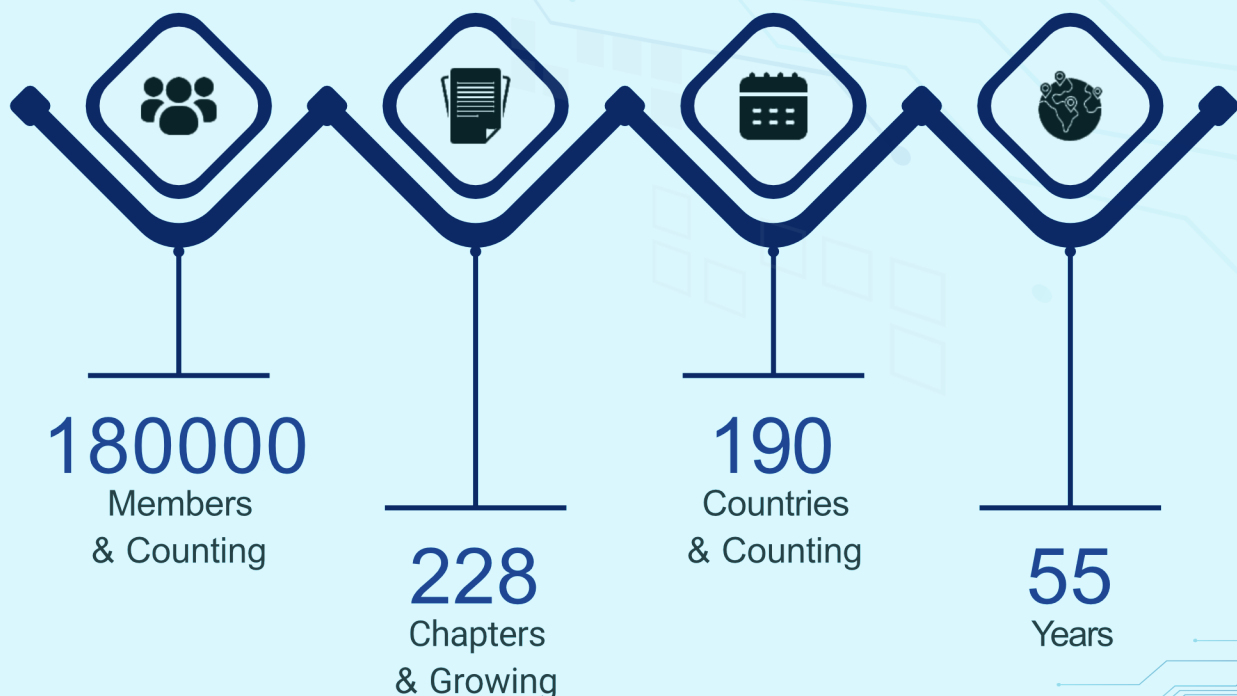 180000
Members
& Counting
228
Chapters
& Growing
190
Countries
& Counting
55
Years